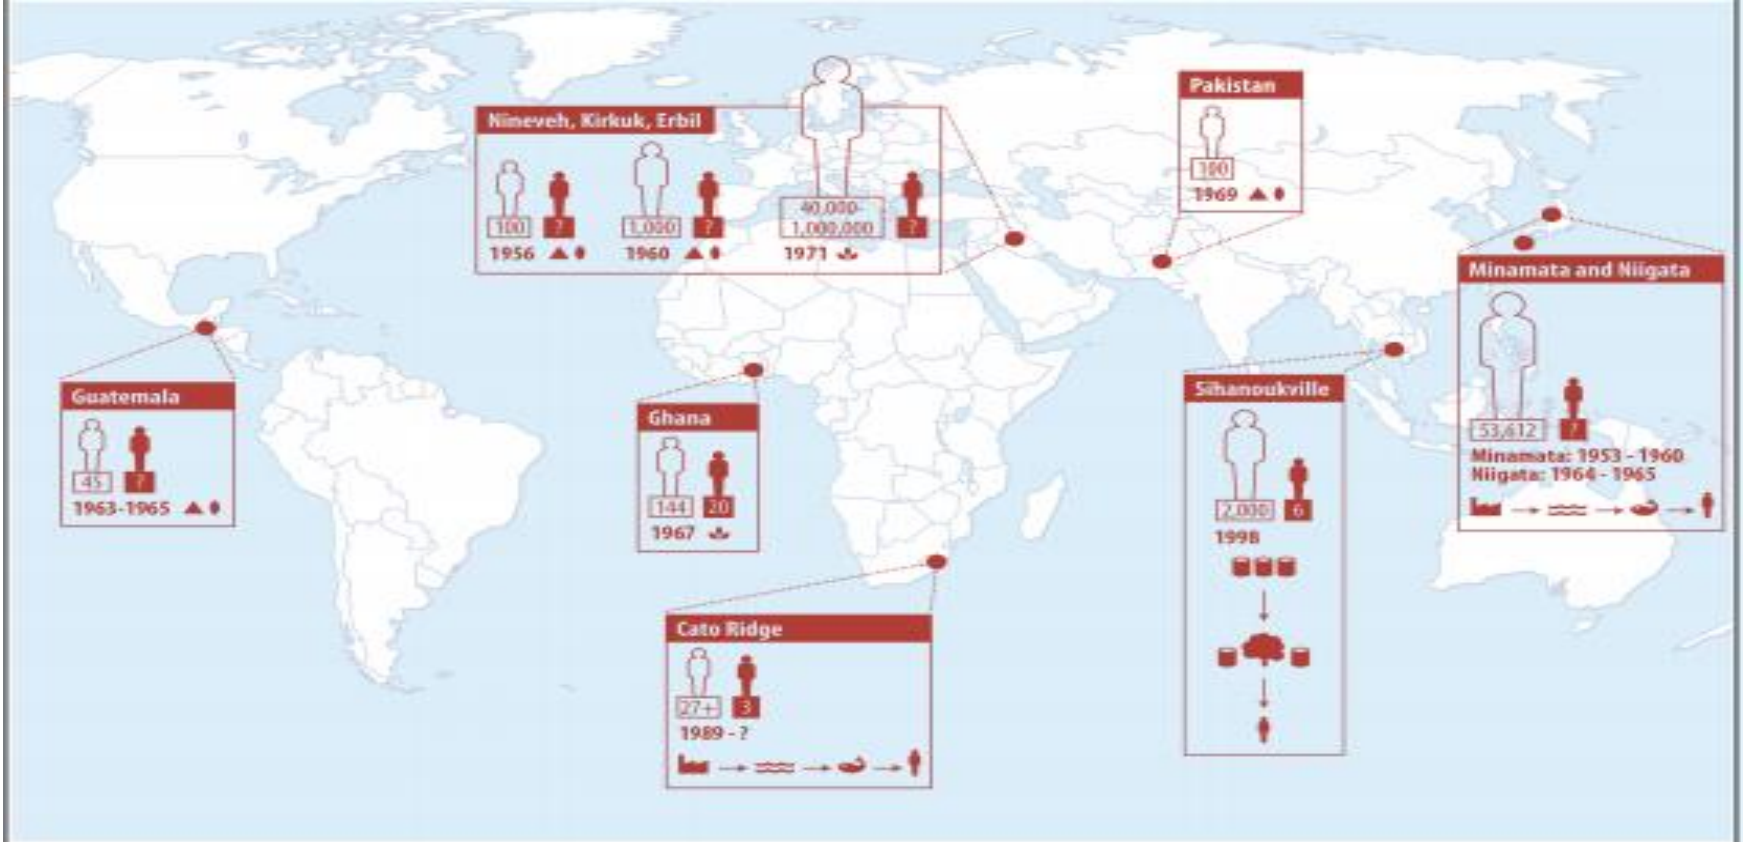 Nineveh, Kirkuk, Erbil
100 ?
1956
1,000 ?
1960
40,000-
1,000,000 ?
1971
Pakistan
100
1969
Minamata and Niigata
53,612 ?
Minamata: 1953 - 1960
Niigata: 1964 - 1965
Guatemala
45 ?
1963-1965
Ghana
144 20
1967
Sihanoukville
2,000 6
1998
Cato Ridge
27+ 3
1989 - ?